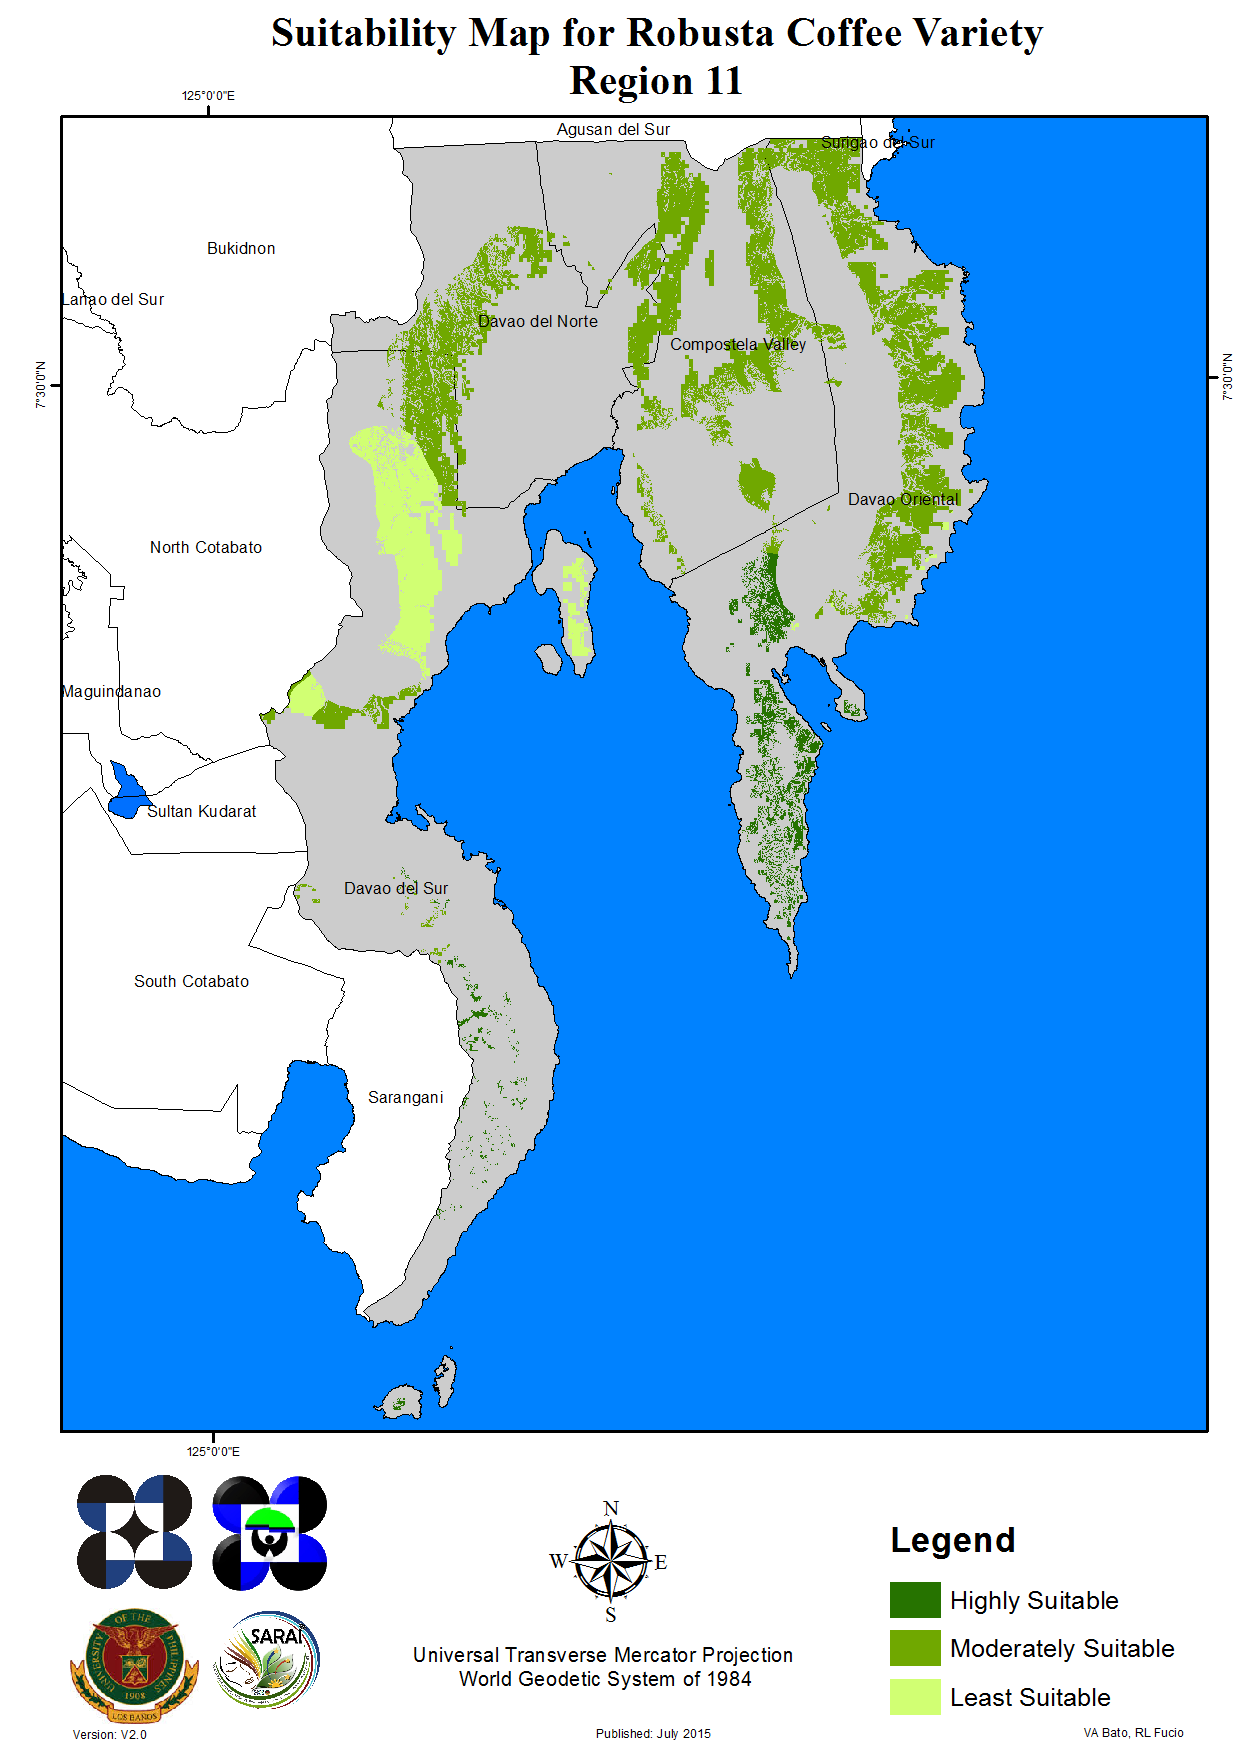 Suitability Map for Robusta Coffee Variety
Region 11
125°0'0"E
Agusan del Sur
Surigao del Sur
Bukidnon
Lanao del Sur
Davao del Norte
Compostela Valley
7°30'0"N
7°30'0"N
Davao Oriental
North Cotabato
Maguindanao
Sultan Kudarat
Davao del Sur
South Cotabato
Sarangani
125°0'0"E
N
W
E
S
Legend
Highly Suitable
Moderately Suitable
Least Suitable
UNIVERSITY OF THE PHILIPPINES
1908
LOS BAÑOS
SARAI
Universal Transverse Mercator Projection
World Geodetic System of 1984
Version: V2.0
Published: July 2015
VA Bato, RL Fucio